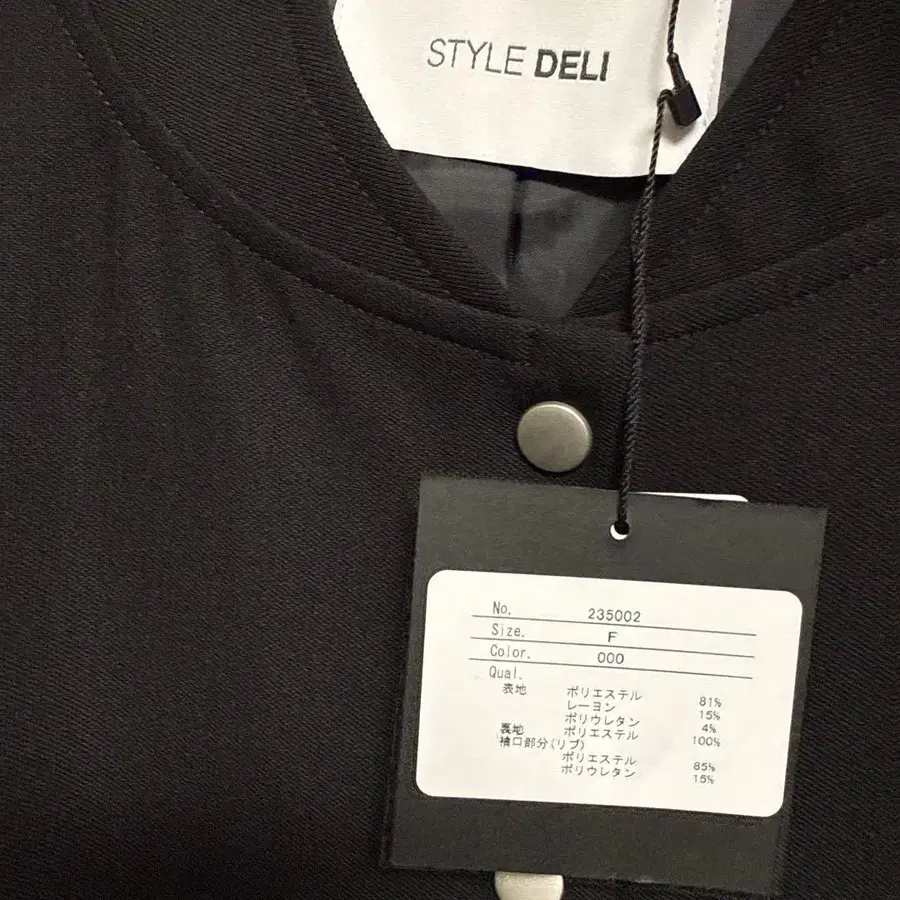 STYLE DELI
No. 235002
Size. F
Color. 000
Qual.
表地 ポリエステル 81%
レーヨン 15%
ポリウレタン 4%
裏地 ポリエステル 100%
袖口部分(リブ)
ポリエステル 85%
ポリウレタン 15%